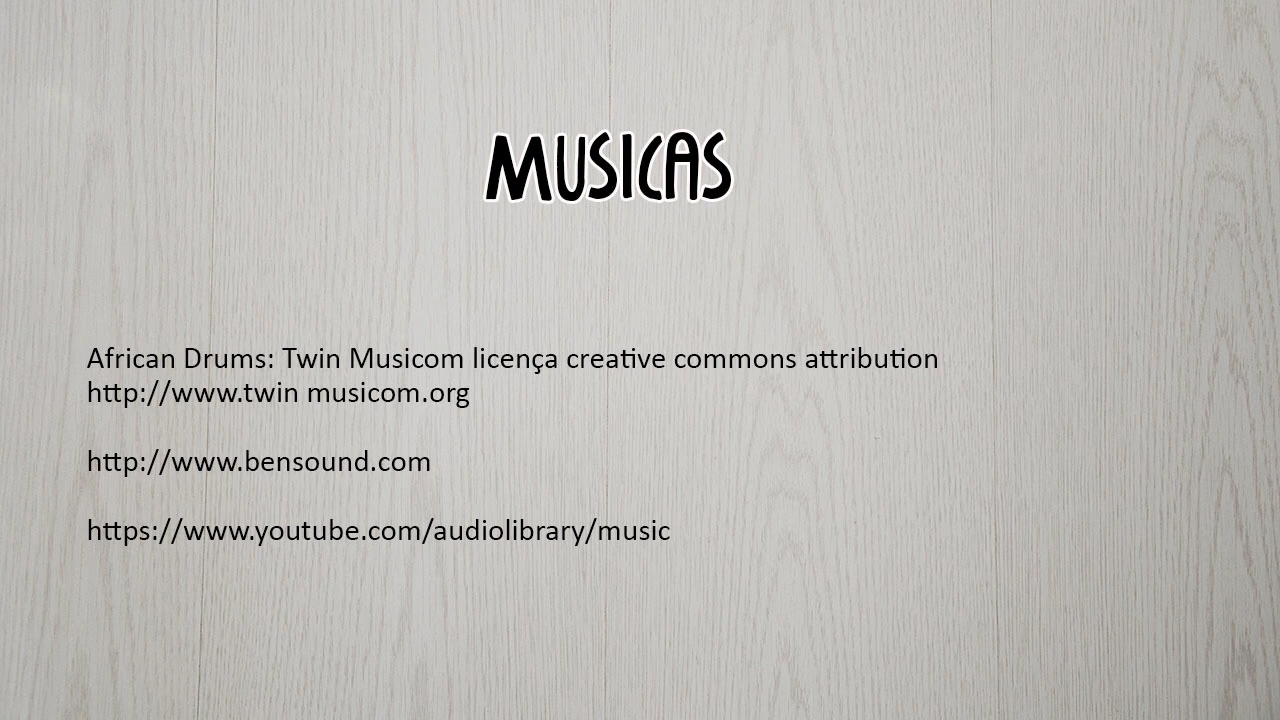 MUSICAS
African Drums: Twin Musicom licença creative commons attribution
http://www.twin musicom.org
http://www.bensound.com
https://www.youtube.com/audiolibrary/music